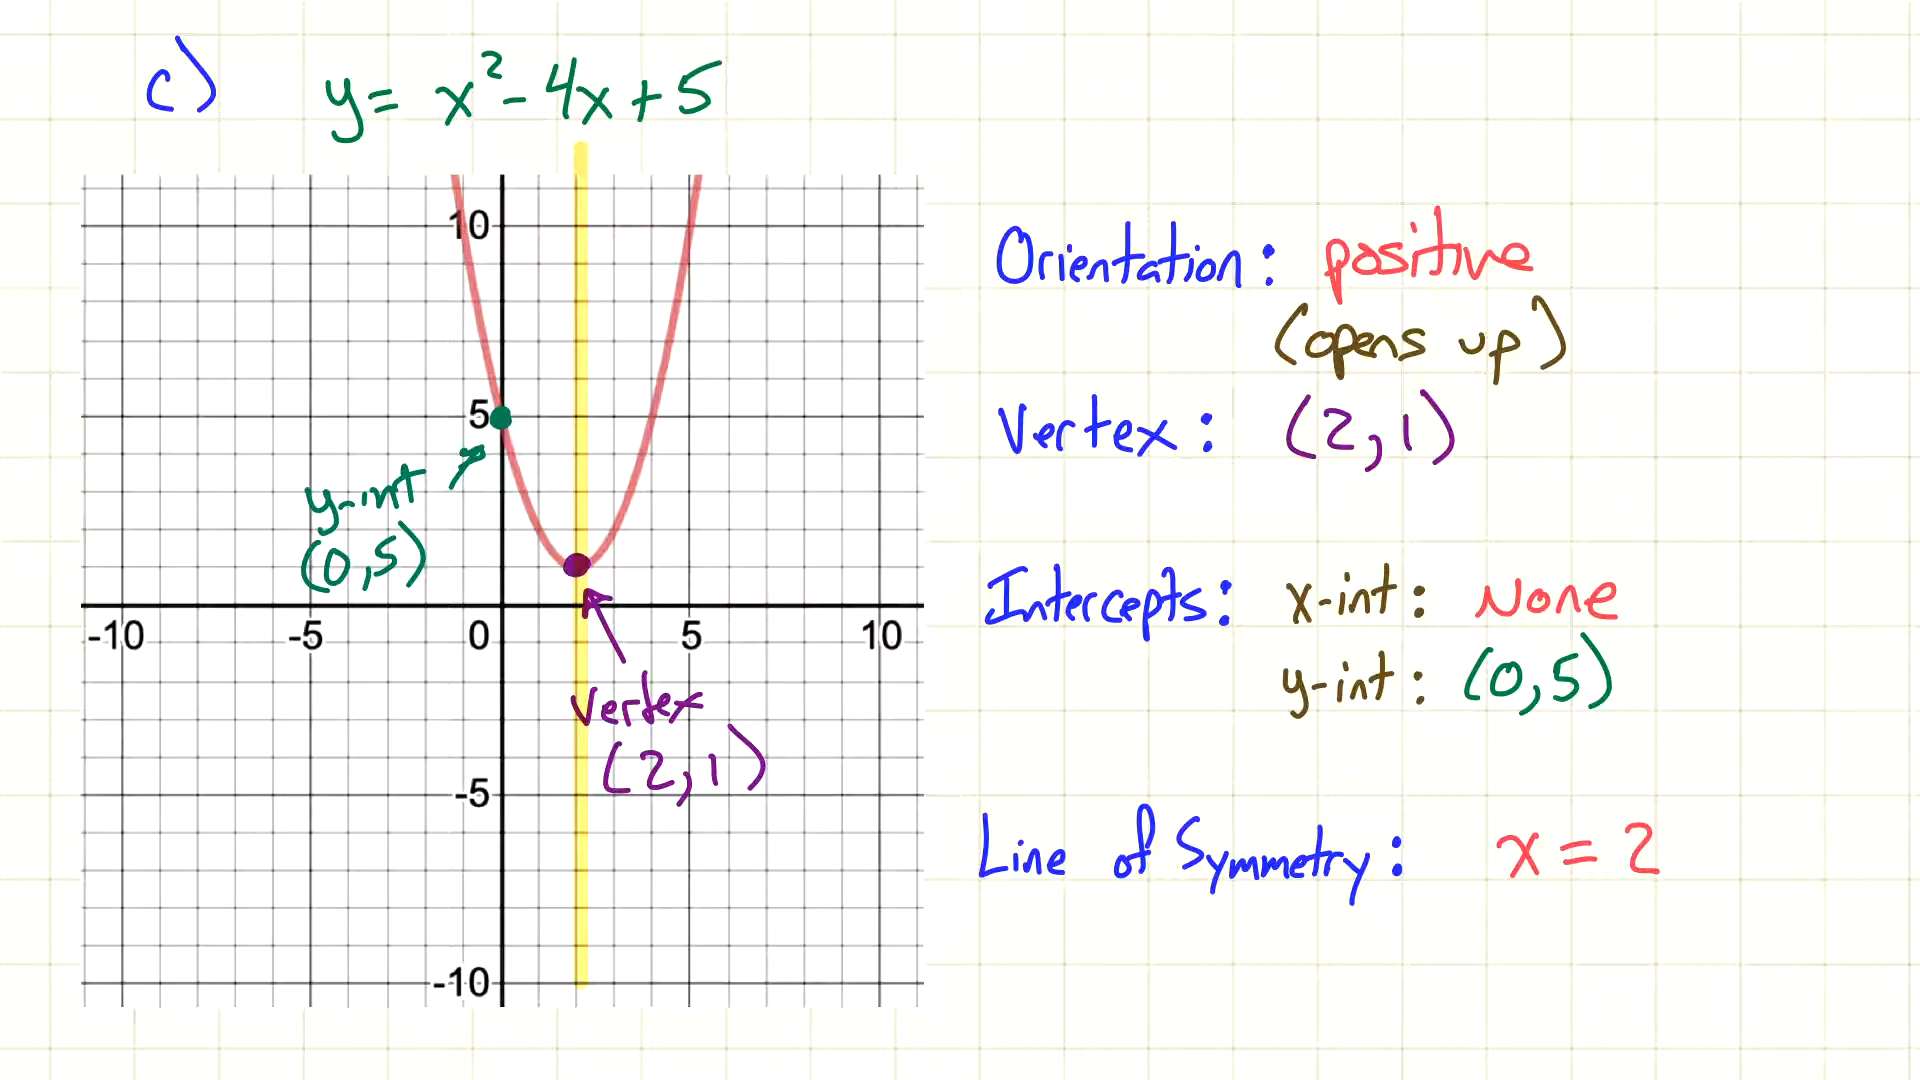 c) y = x² - 4x + 5
10
5
y-int
(0,5)
-10 -5 0 5 10
vertex
(2,1)
-5
-10
Orientation: positive
(opens up)
Vertex: (2,1)
Intercepts: x-int: None
y-int: (0,5)
Line of Symmetry: x = 2